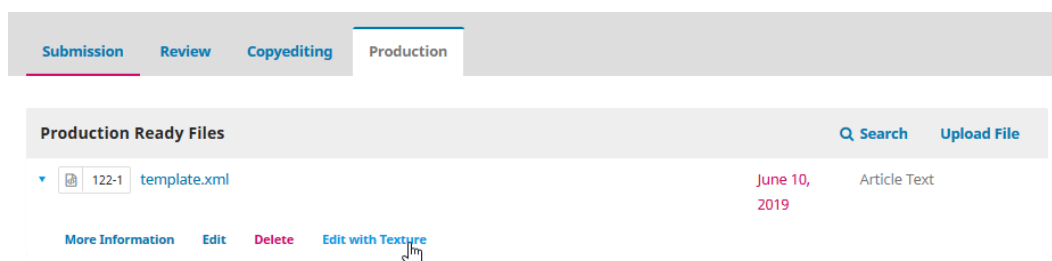 Submission Review Copyediting Production
Production Ready Files Search Upload File
122-1 template.xml June 10, Article Text
2019
More Information Edit Delete Edit with Texture